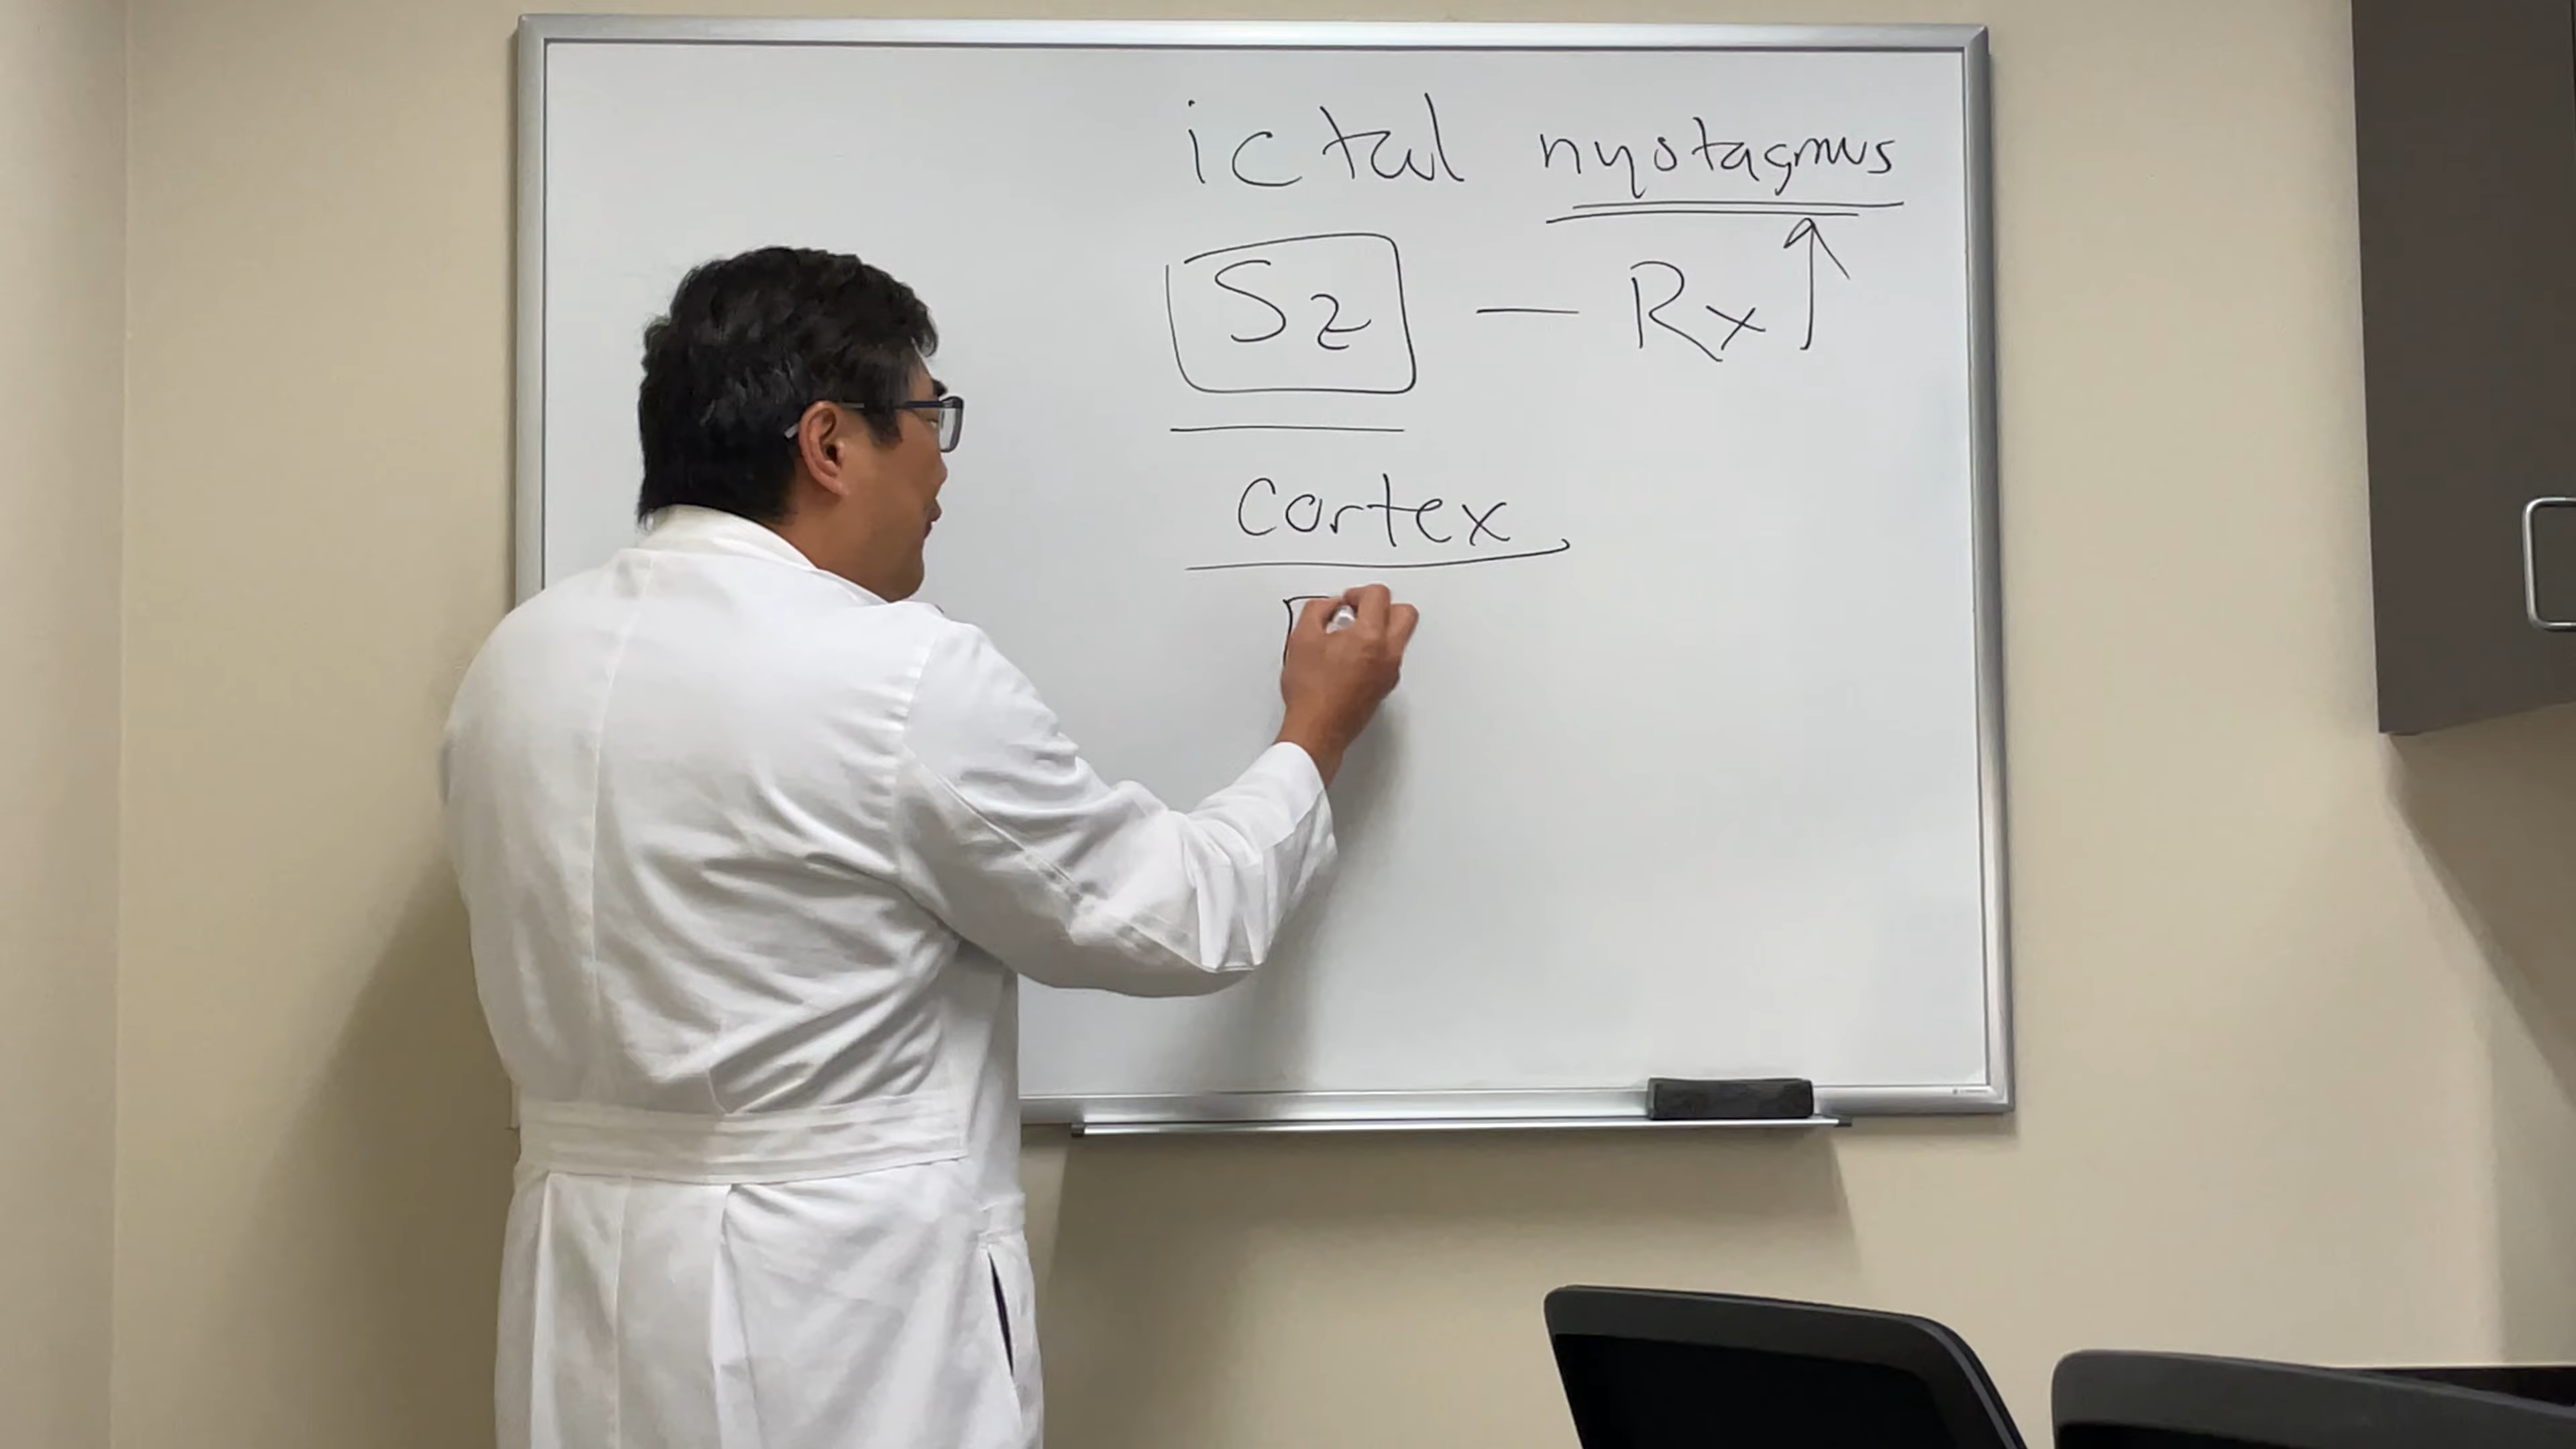 ictal nystagmus
Sz — Rx ↑
cortex